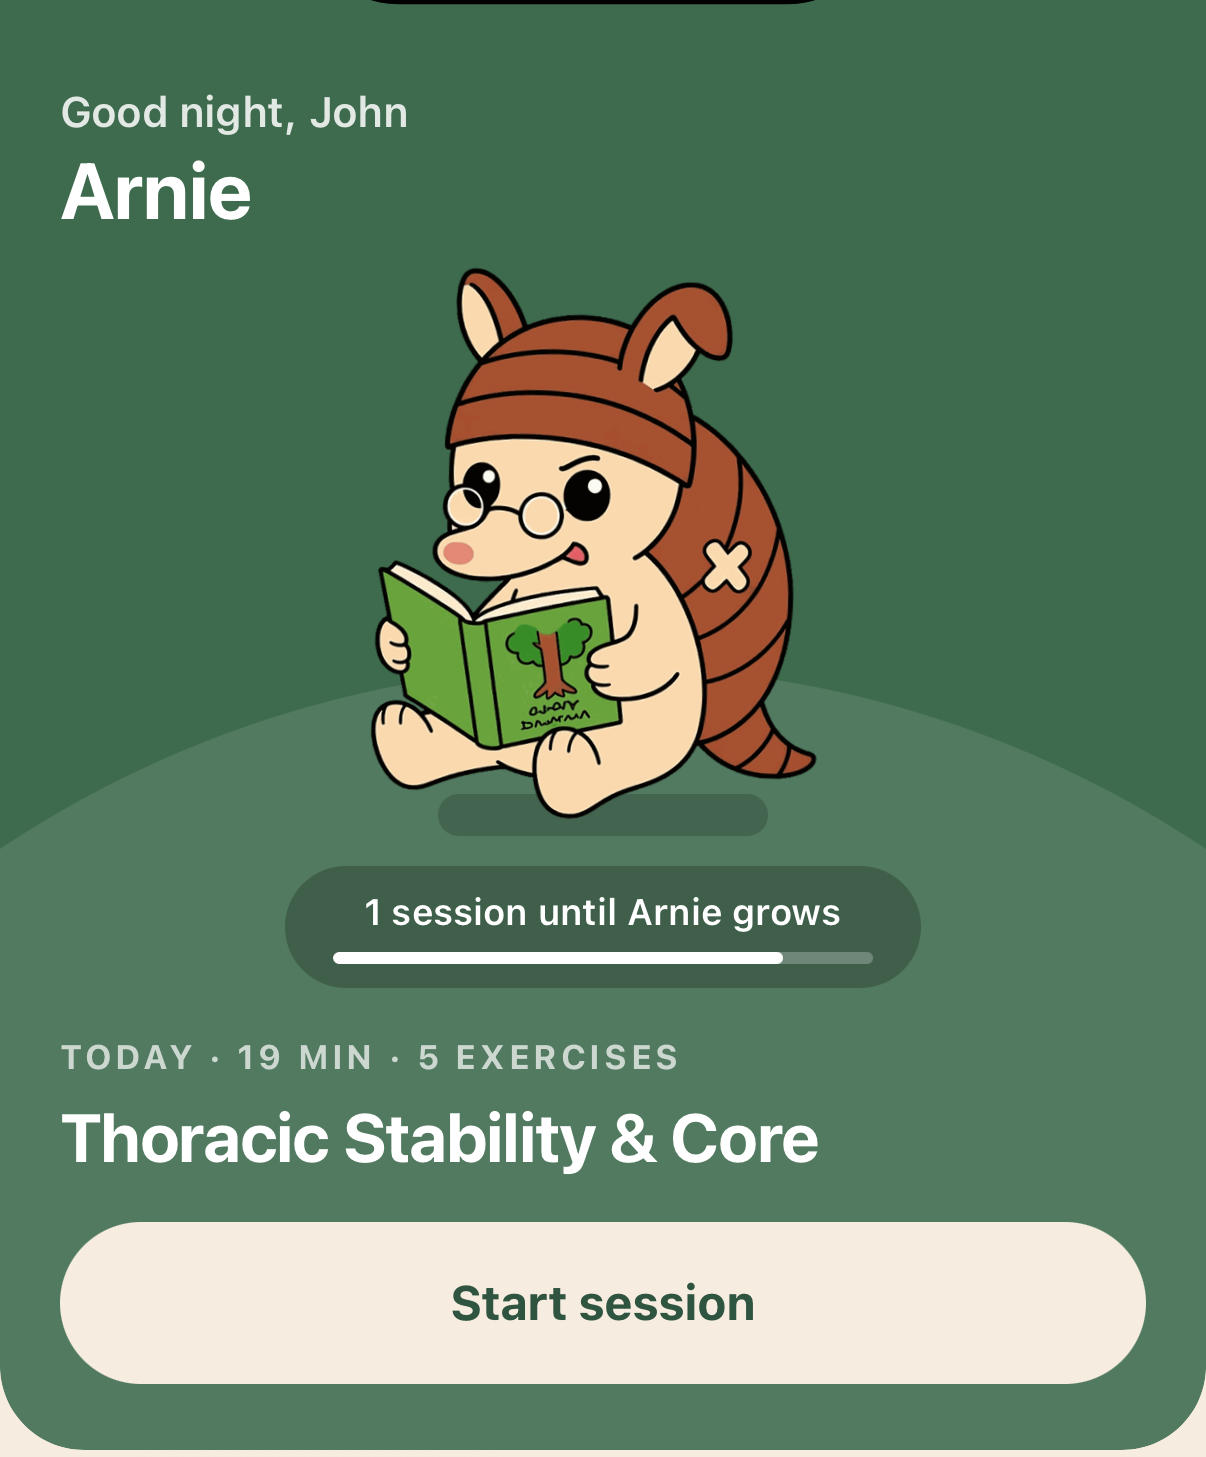 Good night, John
Arnie
1 session until Arnie grows
TODAY · 19 MIN · 5 EXERCISES
Thoracic Stability & Core
Start session